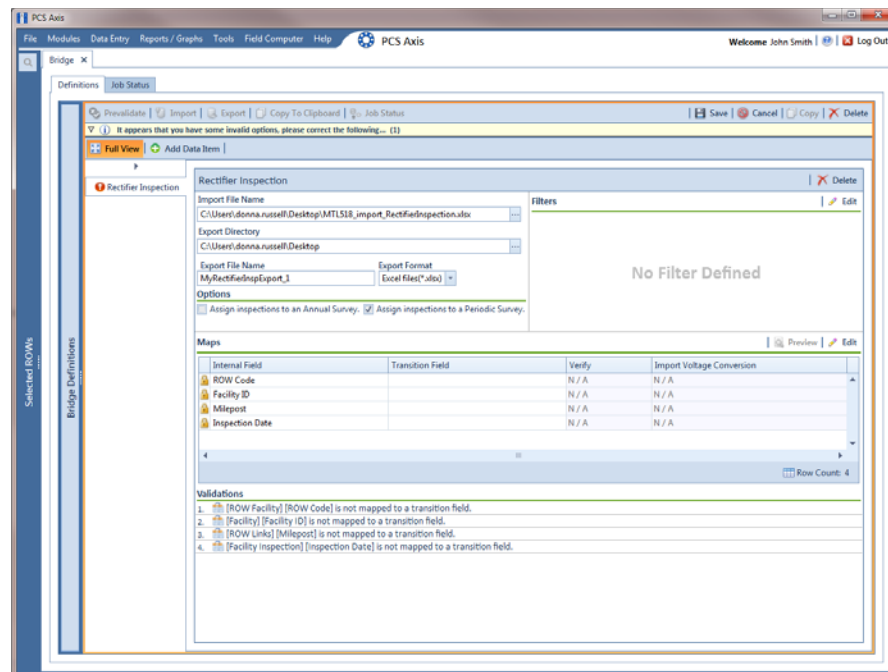 PCS Axis
File Modules Data Entry Reports / Graphs Tools Field Computer Help PCS Axis Welcome John Smith Log Out
Bridge
Definitions Job Status
Prevalidate Import Export Copy To Clipboard Job Status Save Cancel Copy Delete
It appears that you have some invalid options, please correct the following... (1)
Full View Add Data Item
Rectifier Inspection
Rectifier Inspection Delete
Import File Name
C:\Users\donna.russell\Desktop\MTL518_import_RectifierInspection.xlsx ...
Export Directory
C:\Users\donna.russell\Desktop ...
Export File Name Export Format
MyRectifierInspExport_1 Excel files(*.xlsx)
Options
Assign inspections to an Annual Survey. Assign inspections to a Periodic Survey.
Filters Edit
No Filter Defined
Maps Preview Edit
Internal Field Transition Field Verify Import Voltage Conversion
ROW Code N / A N / A
Facility ID N / A N / A
Milepost N / A N / A
Inspection Date N / A N / A
Row Count: 4
Validations
1. [ROW Facility] [ROW Code] is not mapped to a transition field.
2. [Facility] [Facility ID] is not mapped to a transition field.
3. [ROW Links] [Milepost] is not mapped to a transition field.
4. [Facility Inspection] [Inspection Date] is not mapped to a transition field.
Selected ROWs
Bridge Definitions